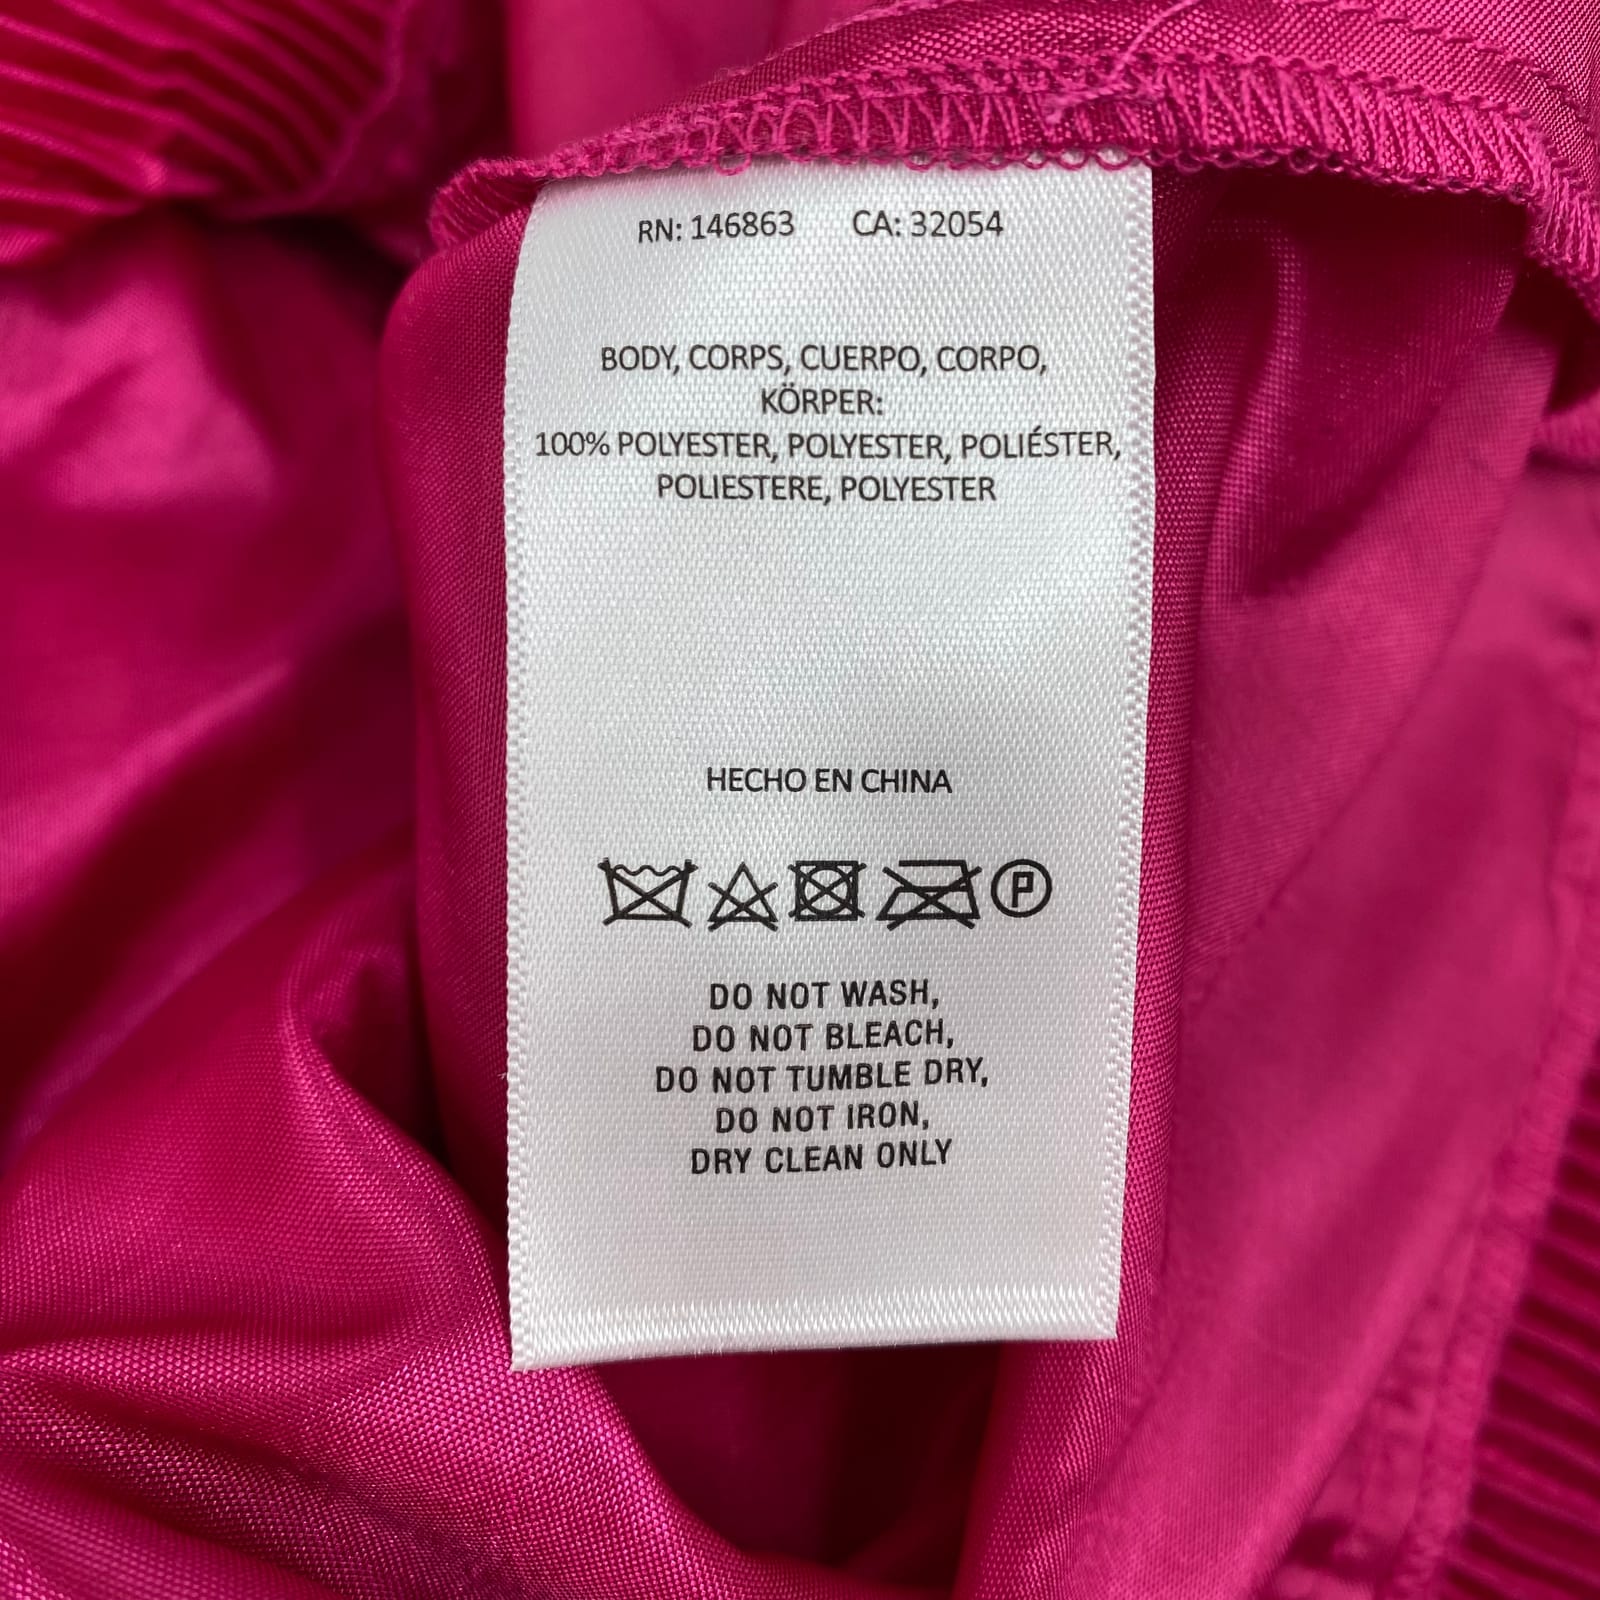 RN: 146863 CA: 32054
BODY, CORPS, CUERPO, CORPO,
KÖRPER:
100% POLYESTER, POLYESTER, POLIÉSTER,
POLIESTERE, POLYESTER
HECHO EN CHINA
P
DO NOT WASH,
DO NOT BLEACH,
DO NOT TUMBLE DRY,
DO NOT IRON,
DRY CLEAN ONLY